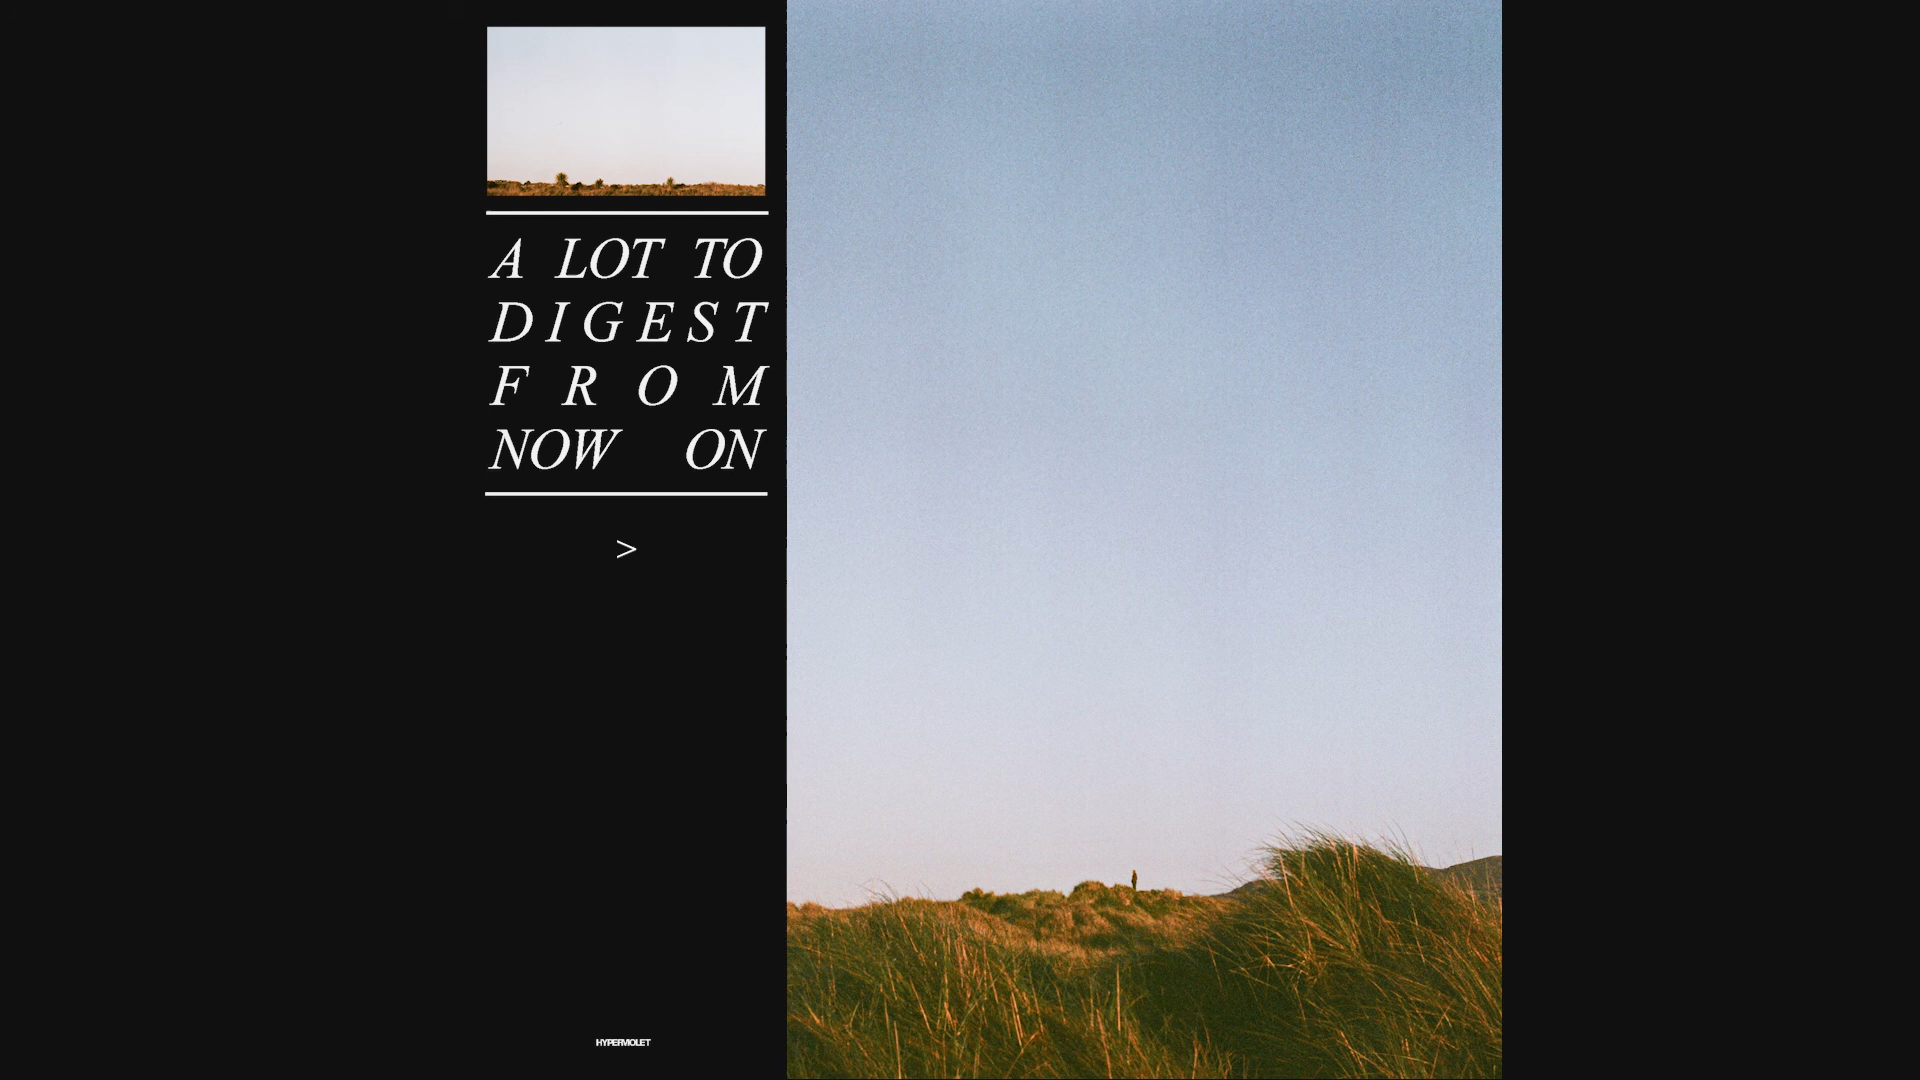 A LOT TO
DIGEST
FROM
NOW ON
>
HYPERVIOLET